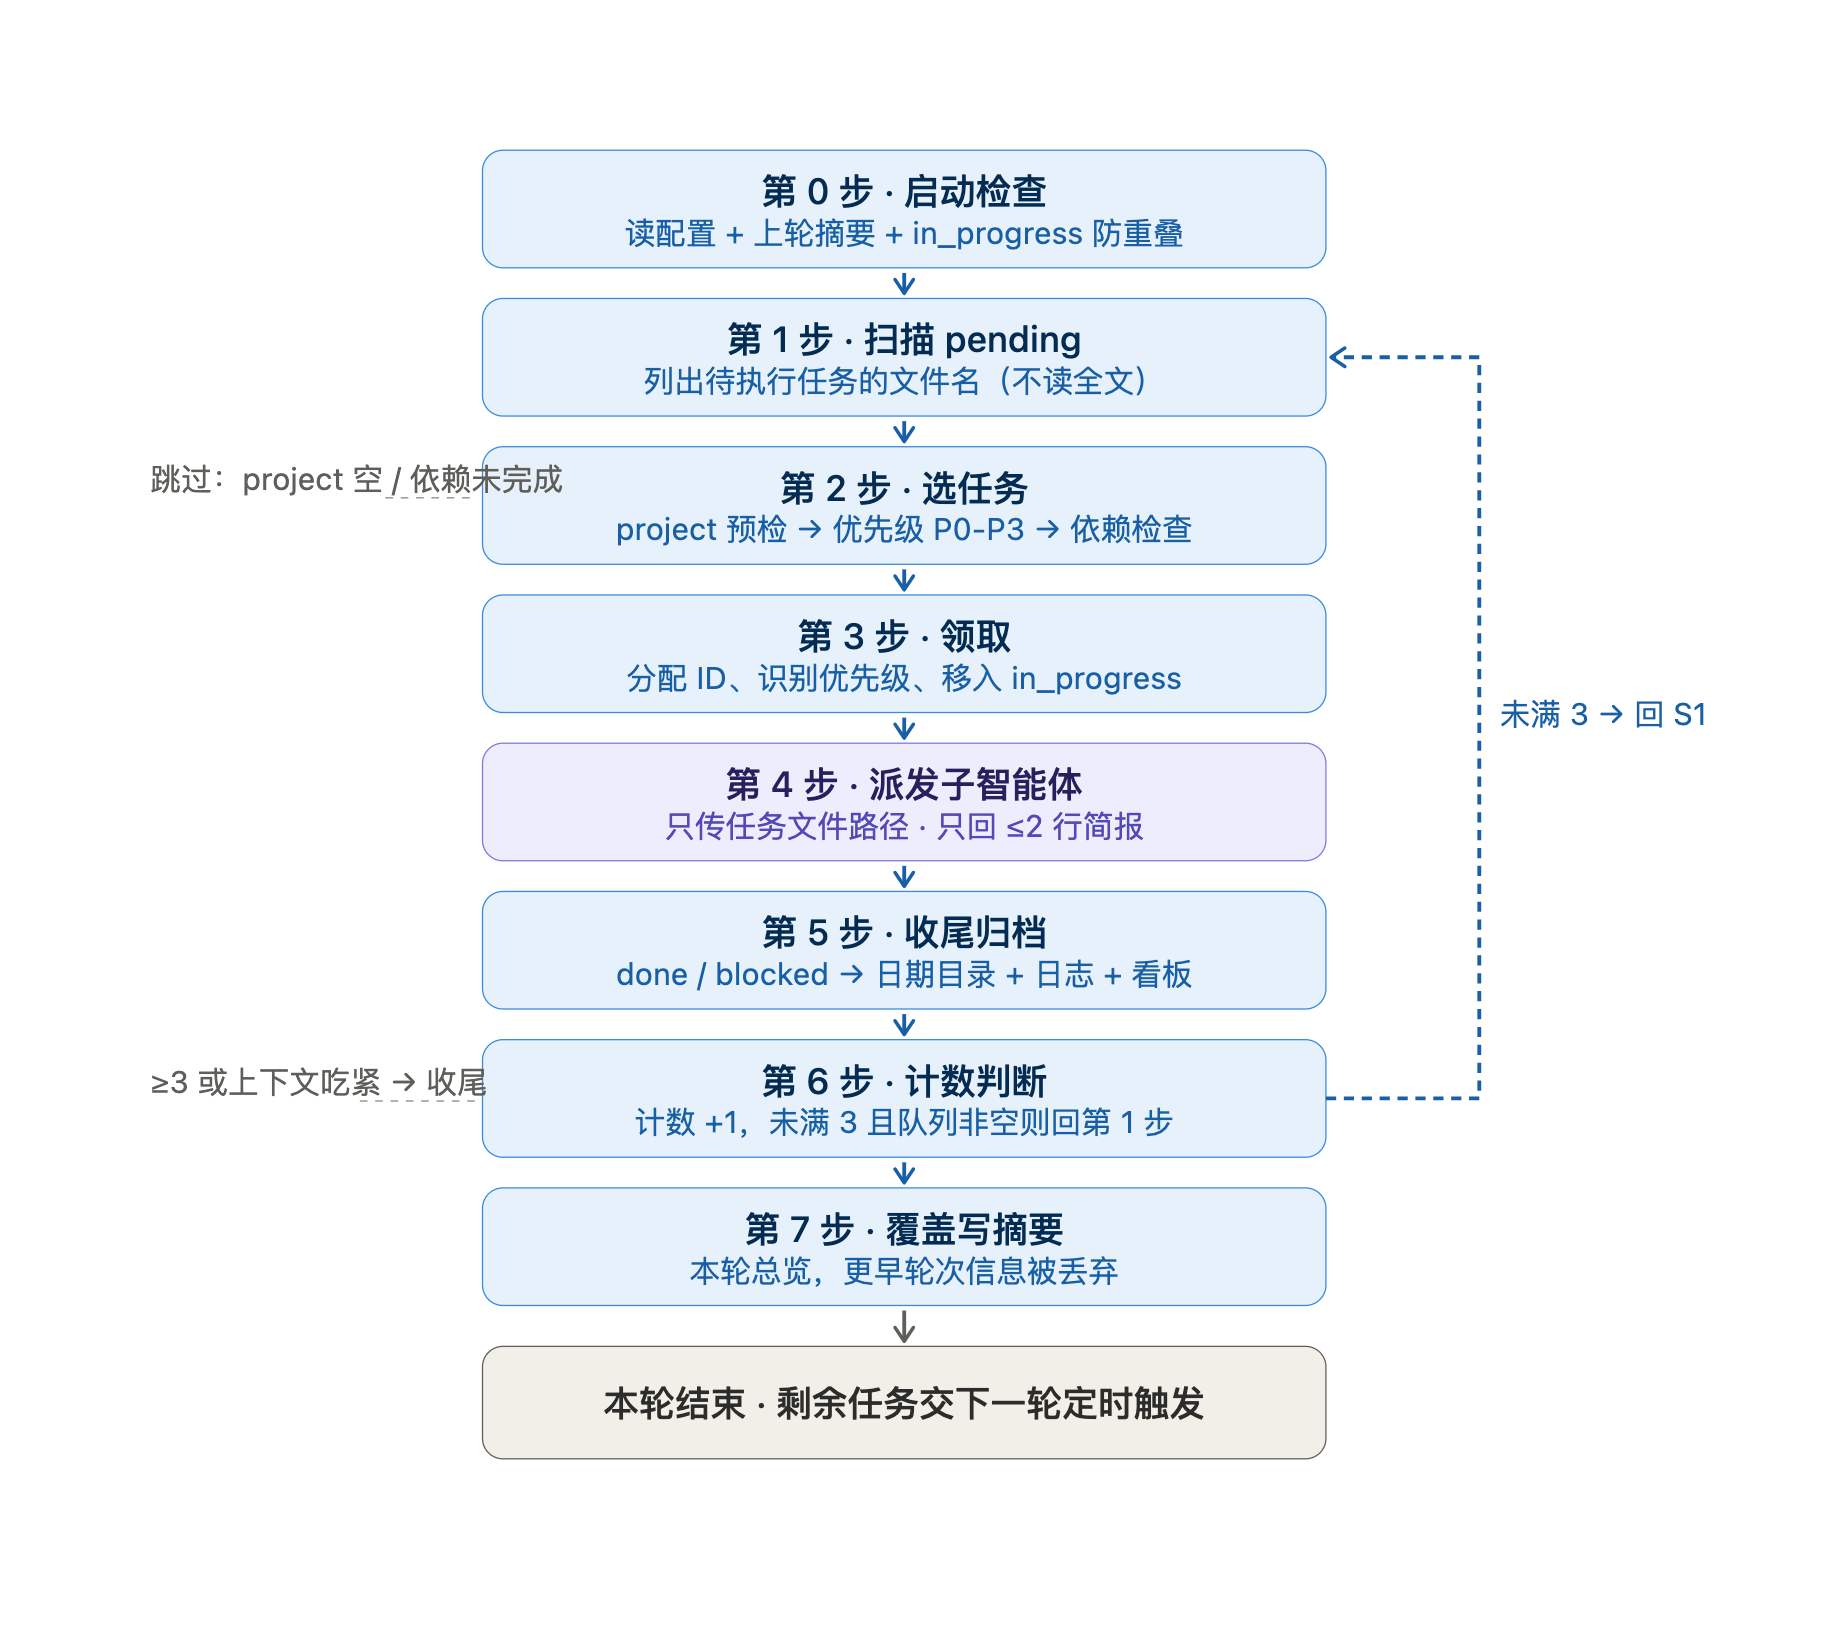 第 0 步 · 启动检查
读配置 + 上轮摘要 + in_progress 防重叠
第 1 步 · 扫描 pending
列出待执行任务的文件名（不读全文）
跳过：project 空 / 依赖未完成
第 2 步 · 选任务
project 预检 → 优先级 P0-P3 → 依赖检查
第 3 步 · 领取
分配 ID、识别优先级、移入 in_progress
未满 3 → 回 S1
第 4 步 · 派发子智能体
只传任务文件路径 · 只回 ≤2 行简报
第 5 步 · 收尾归档
done / blocked → 日期目录 + 日志 + 看板
≥3 或上下文吃紧 → 收尾
第 6 步 · 计数判断
计数 +1，未满 3 且队列非空则回第 1 步
第 7 步 · 覆盖写摘要
本轮总览，更早轮次信息被丢弃
本轮结束 · 剩余任务交下一轮定时触发